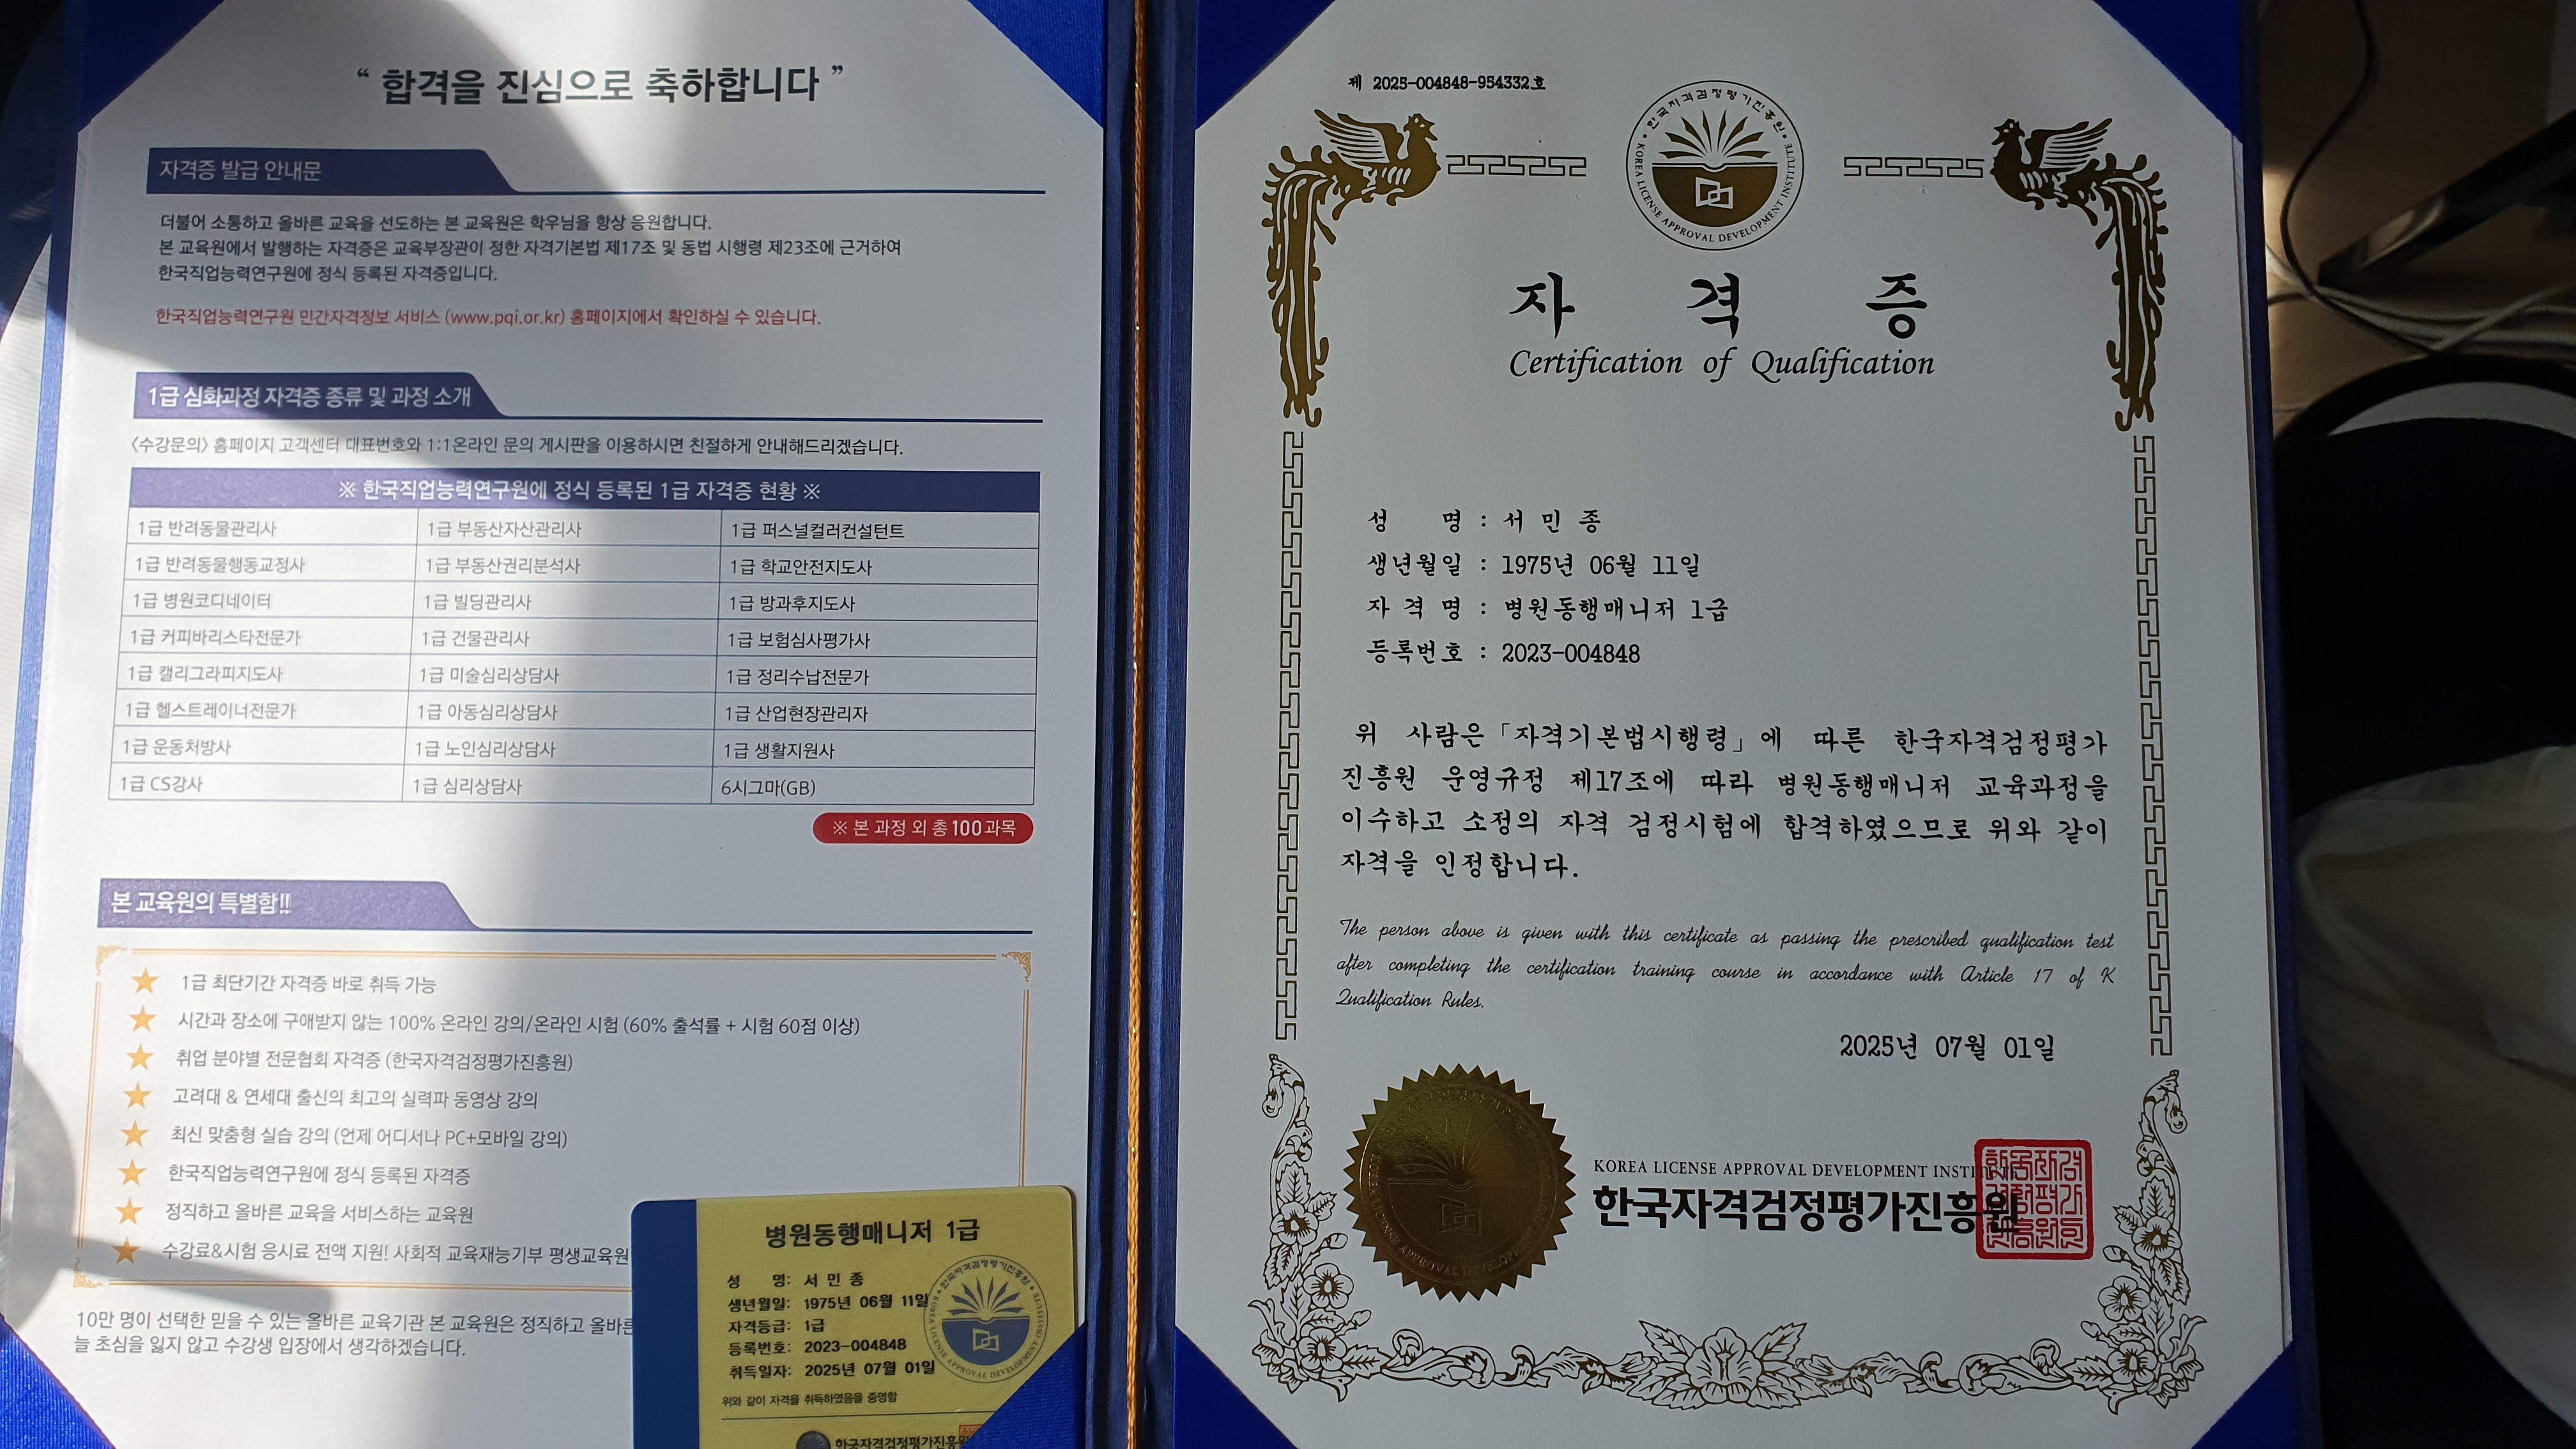 “ 합격을 진심으로 축하합니다 ”
자격증 발급 안내문
더불어 소통하고 올바른 교육을 선도하는 본 교육원은 학우님을 항상 응원합니다.
본 교육원에서 발행하는 자격증은 교육부장관이 정한 자격기본법 제17조 및 동법 시행령 제23조에 근거하여
한국직업능력연구원에 정식 등록된 자격증입니다.
한국직업능력연구원 민간자격정보 서비스 (www.pqi.or.kr) 홈페이지에서 확인하실 수 있습니다.
1급 심화과정 자격증 종류 및 과정 소개
〈수강문의〉 홈페이지 고객센터 대표번호와 1:1온라인 문의 게시판을 이용하시면 친절하게 안내해드리겠습니다.
※ 한국직업능력연구원에 정식 등록된 1급 자격증 현황 ※
1급 반려동물관리사 1급 부동산자산관리사 1급 퍼스널컬러컨설턴트
1급 반려동물행동교정사 1급 부동산권리분석사 1급 학교안전지도사
1급 병원코디네이터 1급 빌딩관리사 1급 방과후지도사
1급 커피바리스타전문가 1급 건물관리사 1급 보험심사평가사
1급 캘리그라피지도사 1급 미술심리상담사 1급 정리수납전문가
1급 헬스트레이너전문가 1급 아동심리상담사 1급 산업현장관리자
1급 운동처방사 1급 노인심리상담사 1급 생활지원사
1급 CS강사 1급 심리상담사 6시그마(GB)
※ 본 과정 외 총 100과목
본 교육원의 특별함!!
1급 최단기간 자격증 바로 취득 가능
시간과 장소에 구애받지 않는 100% 온라인 강의/온라인 시험 (60% 출석률 + 시험 60점 이상)
취업 분야별 전문협회 자격증 (한국자격검정평가진흥원)
고려대 & 연세대 출신의 최고의 실력파 동영상 강의
최신 맞춤형 실습 강의 (언제 어디서나 PC+모바일 강의)
한국직업능력연구원에 정식 등록된 자격증
정직하고 올바른 교육을 서비스하는 교육원
수강료&시험 응시료 전액 지원! 사회적 교육재능기부 평생교육원
10만 명이 선택한 믿을 수 있는 올바른 교육기관 본 교육원은 정직하고 올바른
늘 초심을 잃지 않고 수강생 입장에서 생각하겠습니다.
병원동행매니저 1급
성 명: 서 민 종
생년월일: 1975년 06월 11일
자격등급: 1급
등록번호: 2023-004848
취득일자: 2025년 07월 01일
위와 같이 자격을 취득하였음을 증명함
한국자격검정평가진흥원
한국자격검정평가진흥원
KOREA LICENSE APPROVAL DEVELOPMENT INSTITUTE
제 2025-004848-954332호
한국자격검정평가진흥원
KOREA LICENSE APPROVAL DEVELOPMENT INSTITUTE
자 격 증
Certification of Qualification
성 명 : 서 민 종
생년월일 : 1975년 06월 11일
자 격 명 : 병원동행매니저 1급
등록번호 : 2023-004848
위 사람은「자격기본법시행령」에 따른 한국자격검정평가
진흥원 운영규정 제17조에 따라 병원동행매니저 교육과정을
이수하고 소정의 자격 검정시험에 합격하였으므로 위와 같이
자격을 인정합니다.
The person above is given with this certificate as passing the prescribed qualification test
after completing the certification training course in accordance with Article 17 of K
Qualification Rules.
2025년 07월 01일
KOREA LICENSE APPROVAL DEVELOPMENT INSTITUTE
한국자격검정평가진흥원